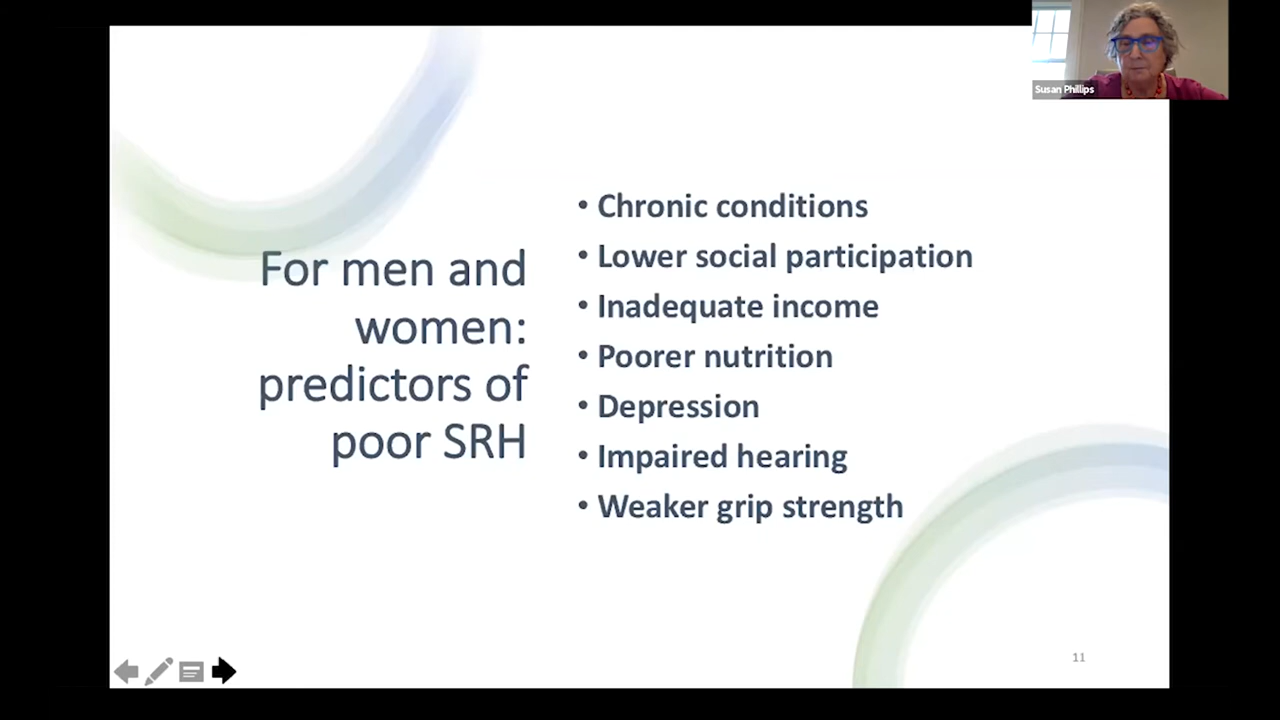 Susan Phillips
For men and
women:
predictors of
poor SRH
• Chronic conditions
• Lower social participation
• Inadequate income
• Poorer nutrition
• Depression
• Impaired hearing
• Weaker grip strength
11